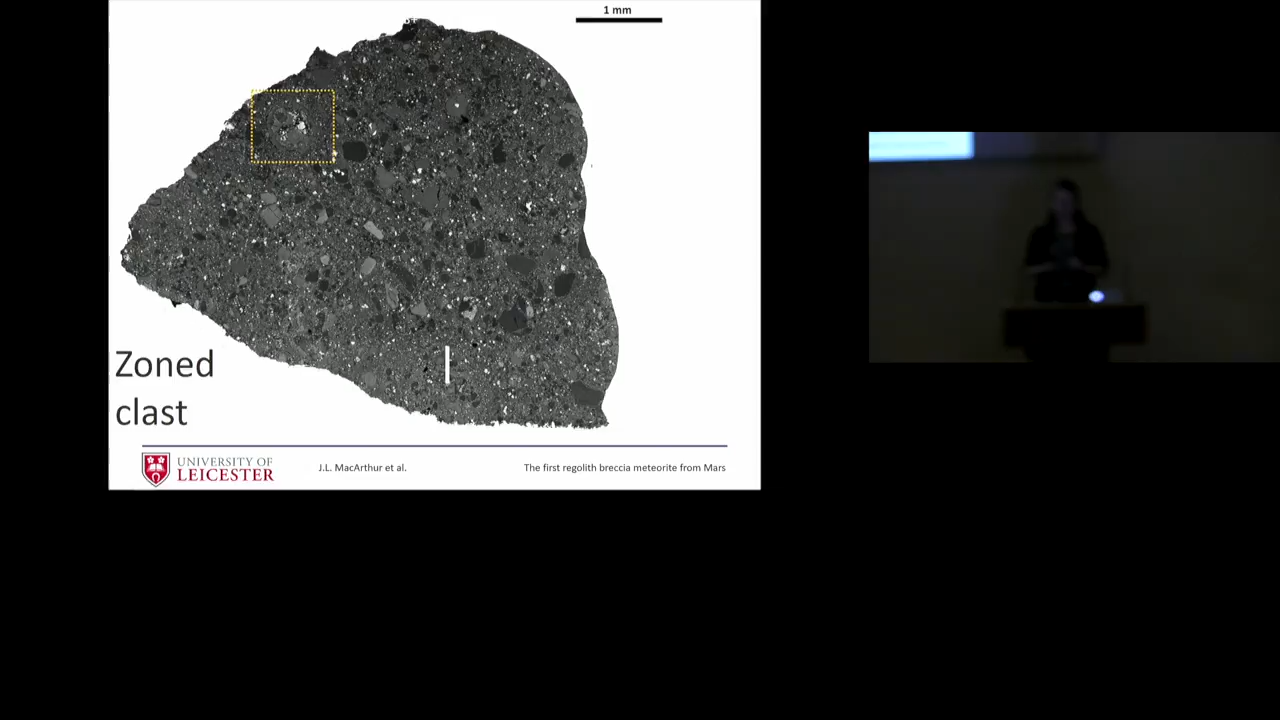 1 mm
Zoned
clast
UNIVERSITY OF
LEICESTER
J.L. MacArthur et al.
The first regolith breccia meteorite from Mars